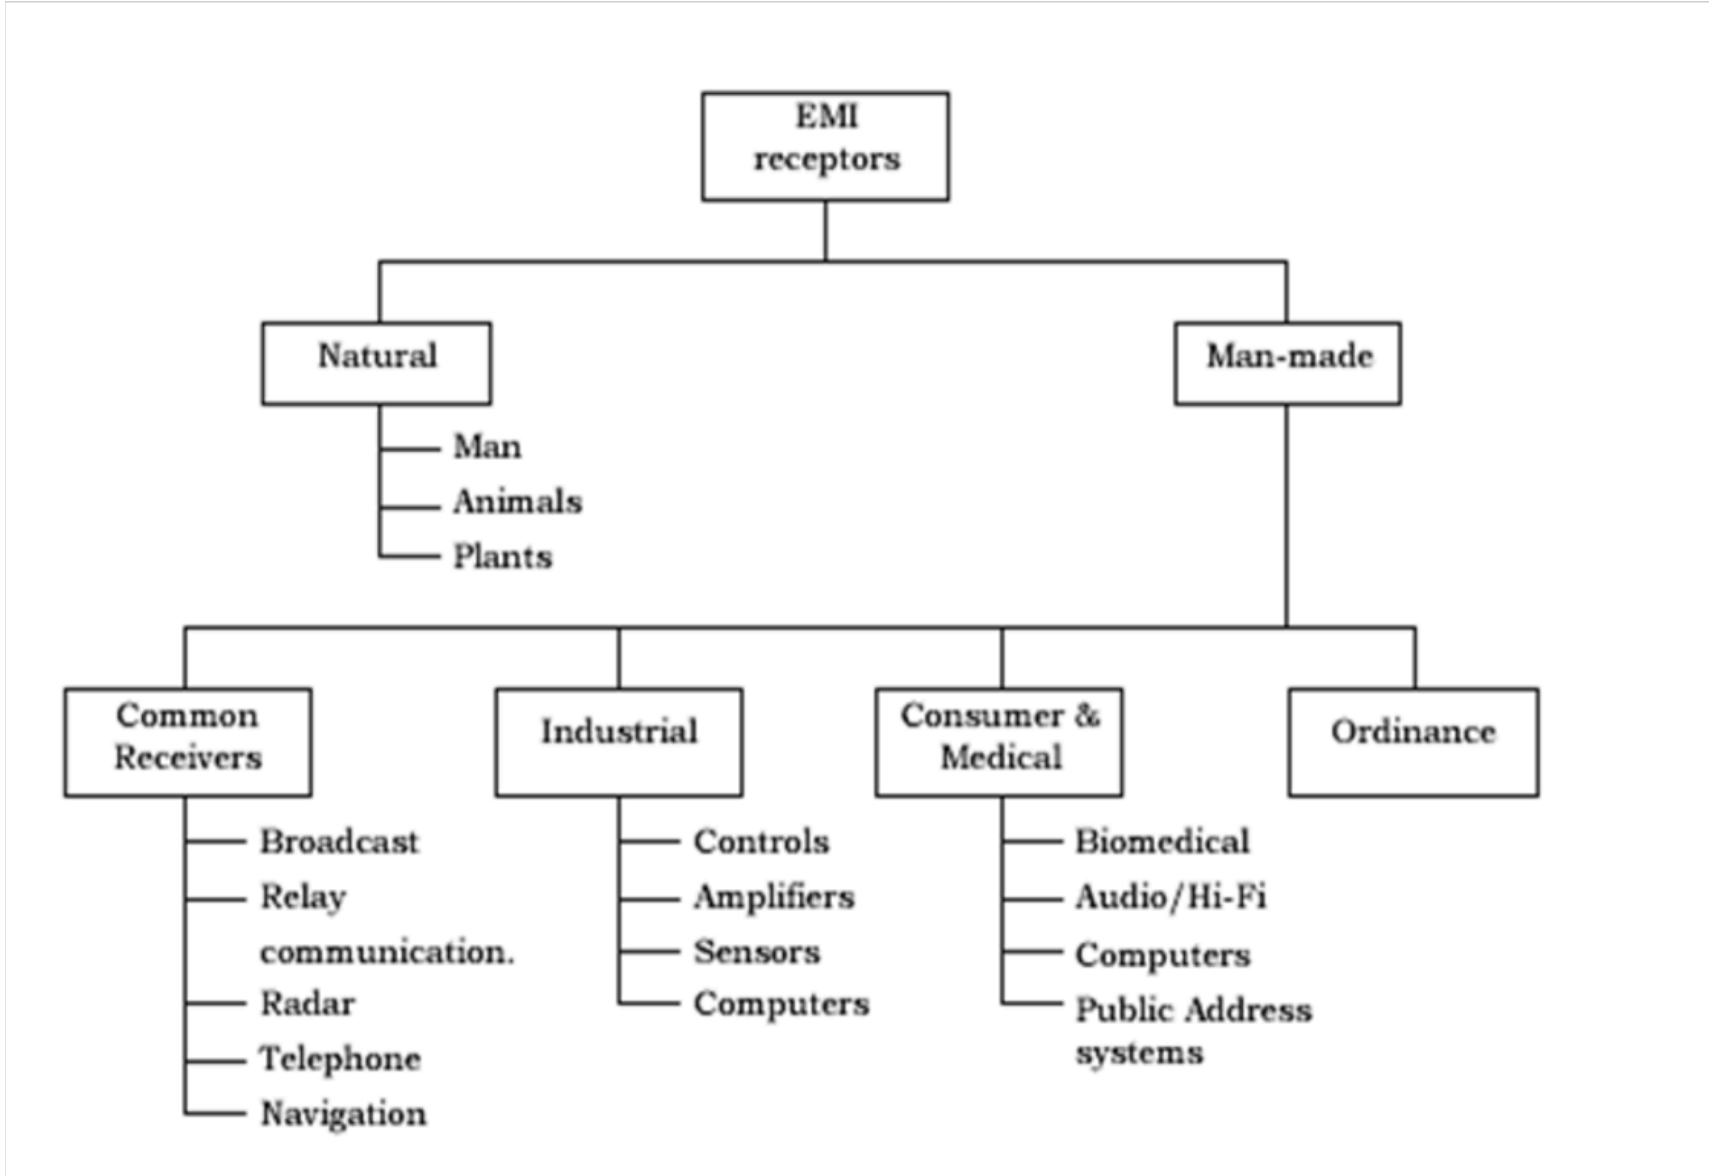 EMI
receptors
Natural
Man-made
Man
Animals
Plants
Common
Receivers
Industrial
Consumer &
Medical
Ordinance
Broadcast
Relay
communication.
Radar
Telephone
Navigation
Controls
Amplifiers
Sensors
Computers
Biomedical
Audio/Hi-Fi
Computers
Public Address
systems